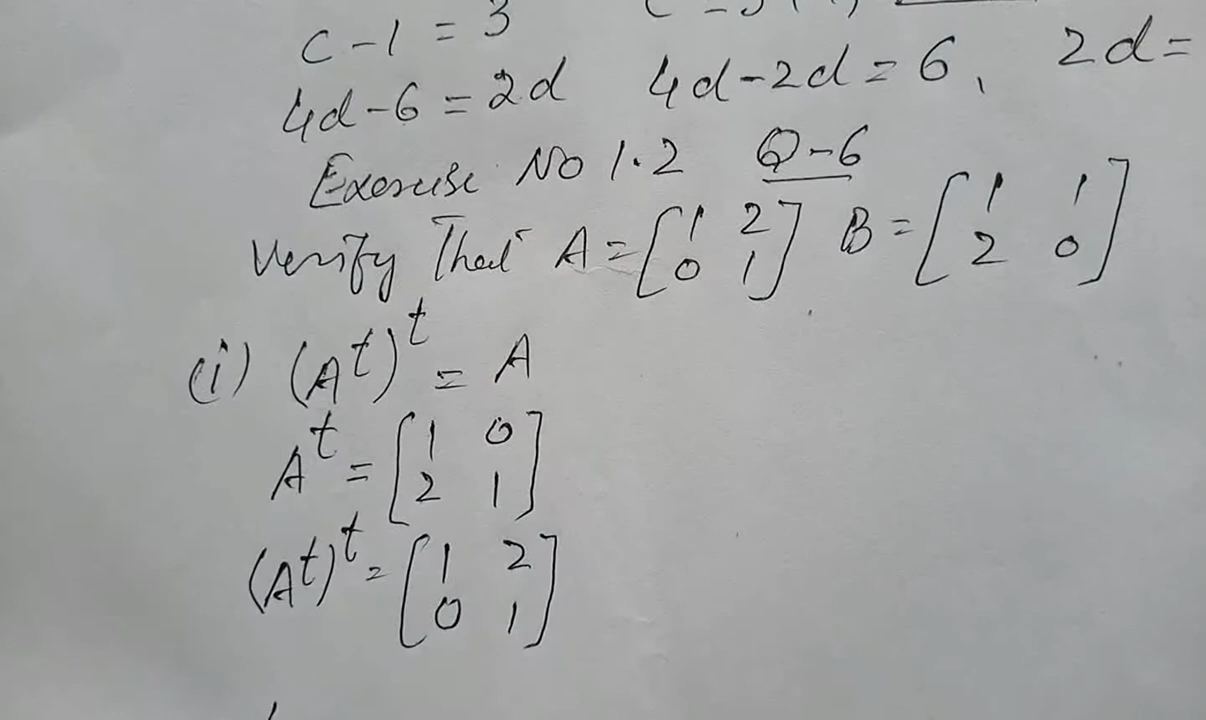 c - 1 = 3
4d - 6 = 2d 4d - 2d = 6, 2d =
Exercise No 1.2 Q-6
Verify That A = [1 2 B = [1 1
0 1] 2 0]
(i) (A^t)^t = A
A^t = [1 0
2 1]
(A^t)^t = [1 2
0 1]